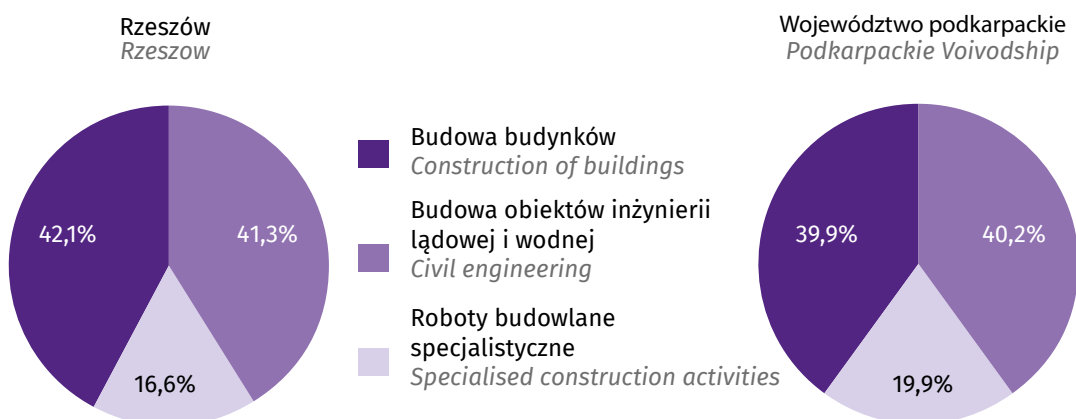 Rzeszów
Rzeszow
42,1%
41,3%
16,6%
Budowa budynków
Construction of buildings
Budowa obiektów inżynierii
lądowej i wodnej
Civil engineering
Roboty budowlane
specjalistyczne
Specialised construction activities
Województwo podkarpackie
Podkarpackie Voivodship
39,9%
40,2%
19,9%